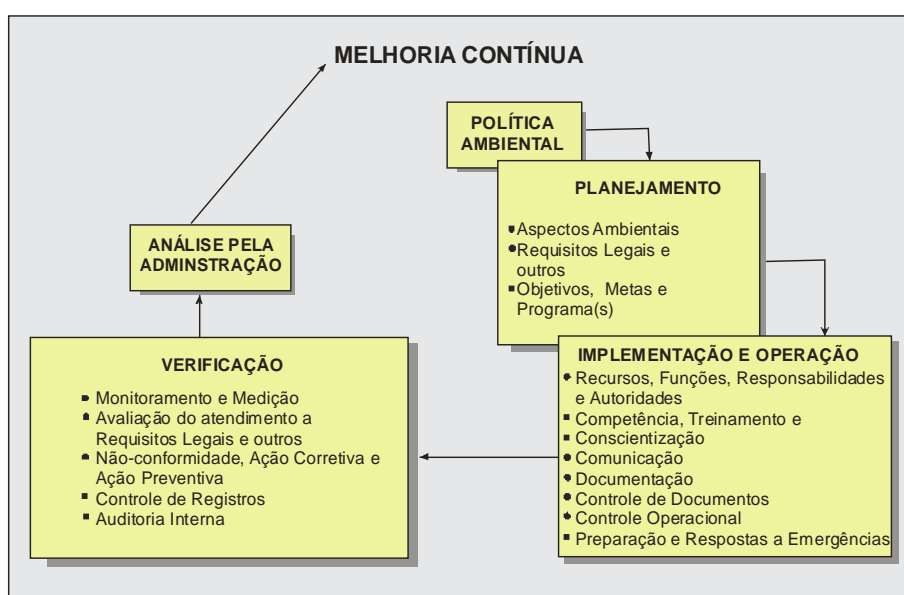 MELHORIA CONTÍNUA
POLÍTICA
AMBIENTAL
PLANEJAMENTO
Aspectos Ambientais
Requisitos Legais e
outros
Objetivos, Metas e
Programa(s)
IMPLEMENTAÇÃO E OPERAÇÃO
Recursos, Funções, Responsabilidades
e Autoridades
Competência, Treinamento e
Conscientização
Comunicação
Documentação
Controle de Documentos
Controle Operacional
Preparação e Respostas a Emergências
VERIFICAÇÃO
Monitoramento e Medição
Avaliação do atendimento a
Requisitos Legais e outros
Não-conformidade, Ação Corretiva e
Ação Preventiva
Controle de Registros
Auditoria Interna
ANÁLISE PELA
ADMINSTRAÇÃO